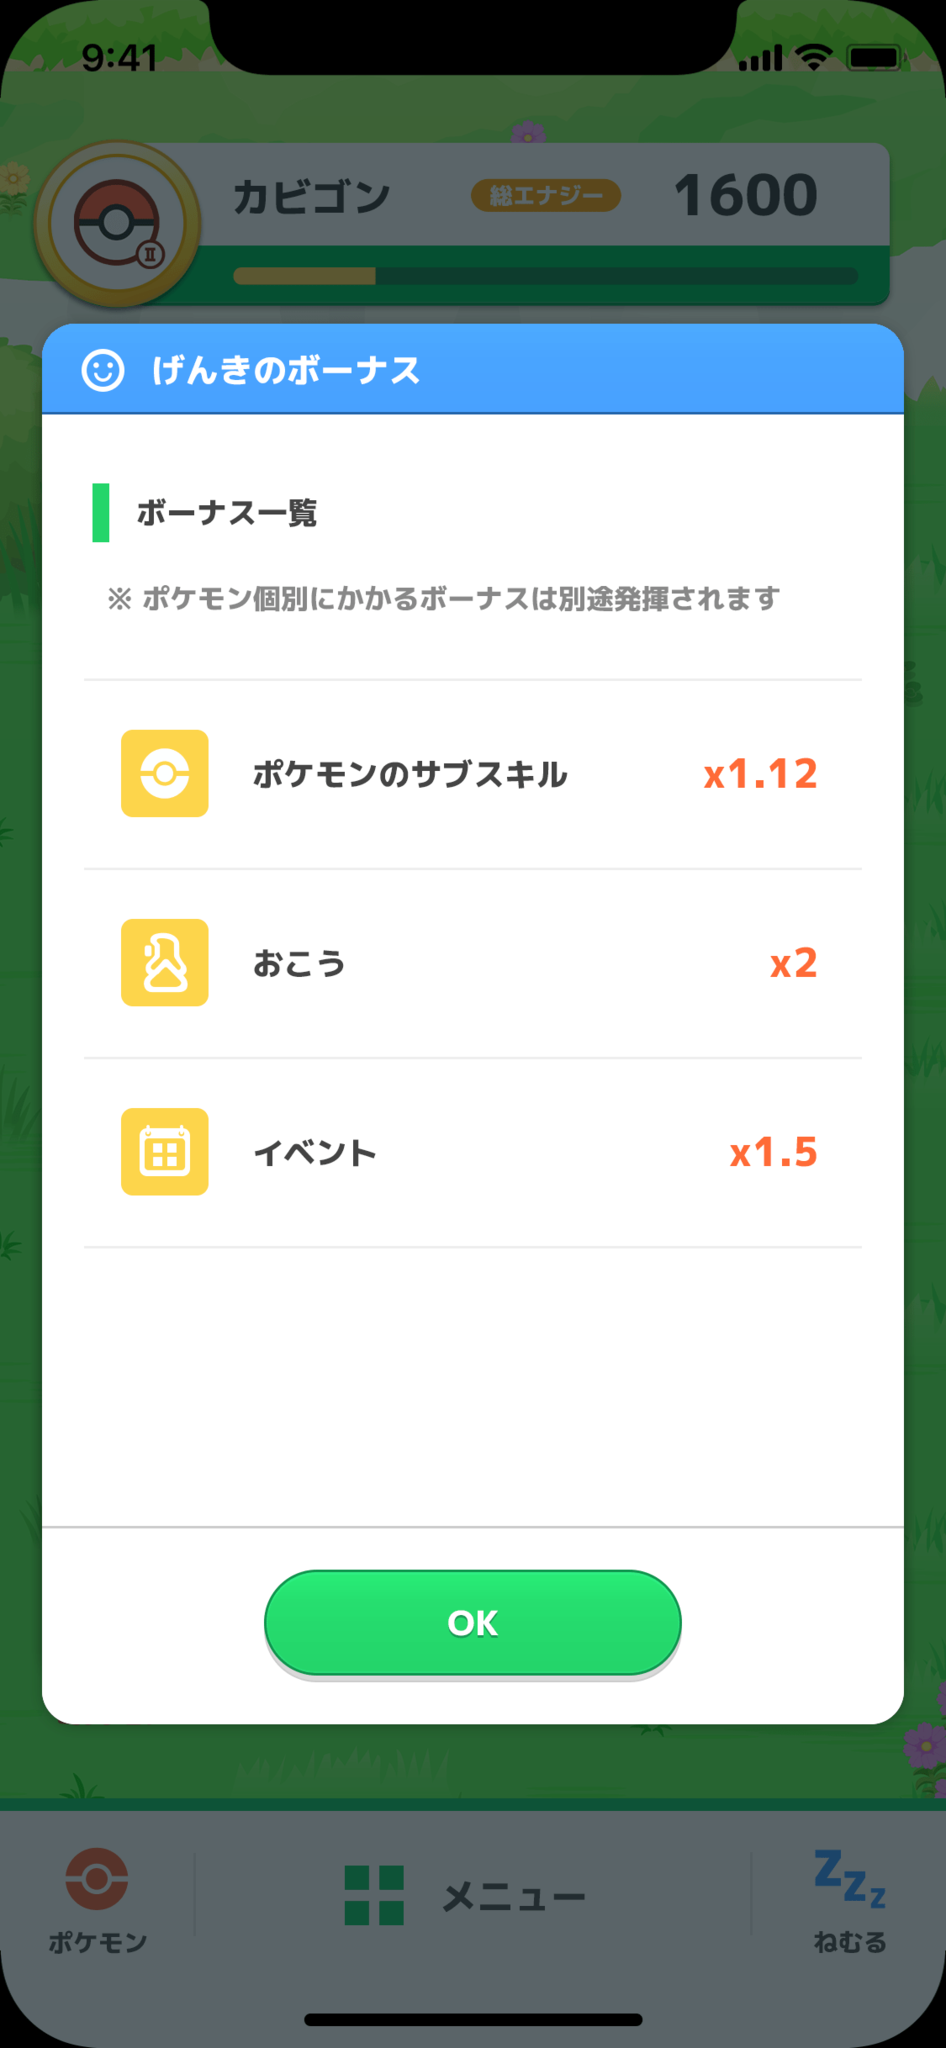 9:41
カビゴン 総エナジー 1600
II
げんきのボーナス
ボーナス一覧
※ ポケモン個別にかかるボーナスは別途発揮されます
ポケモンのサブスキル x1.12
おこう x2
イベント x1.5
OK
ポケモン メニュー zzz ねむる